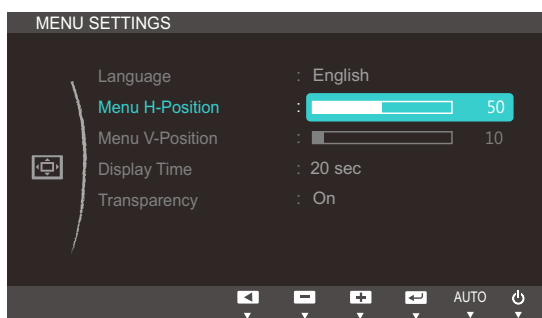 MENU SETTINGS
Language : English
Menu H-Position : 50
Menu V-Position : 10
Display Time : 20 sec
Transparency : On
AUTO